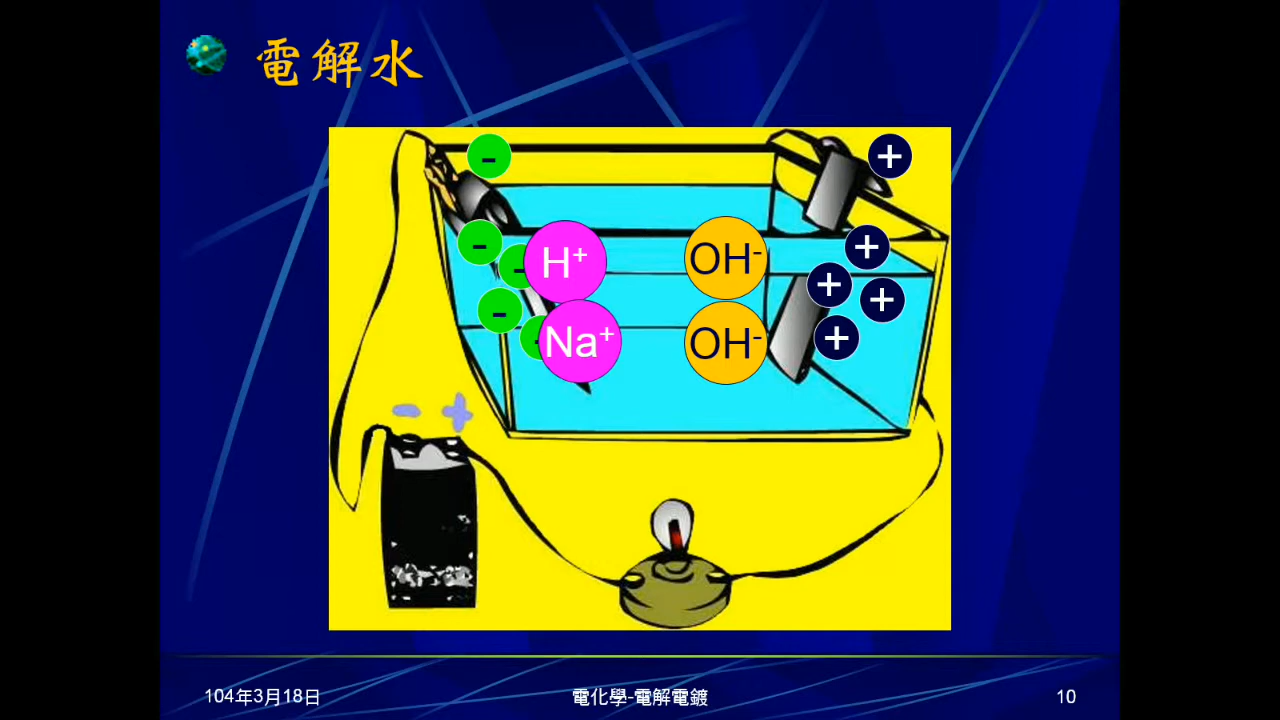 電解水
-
+
-
+
-
H⁺
OH⁻
+
+
-
-
Na⁺
OH⁻
+
- +
104年3月18日
電化學-電解電鍍
10